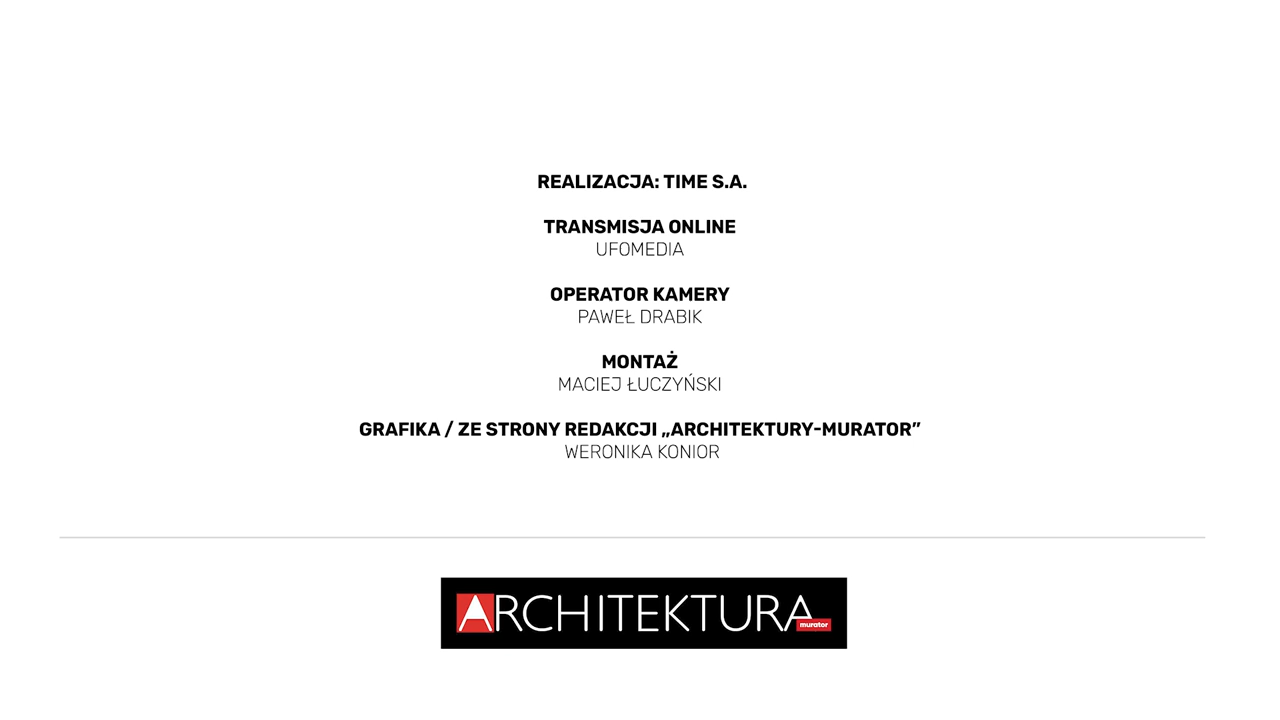 REALIZACJA: TIME S.A.
TRANSMISJA ONLINE
UFOMEDIA
OPERATOR KAMERY
PAWEŁ DRABIK
MONTAŻ
MACIEJ ŁUCZYŃSKI
GRAFIKA / ZE STRONY REDAKCJI „ARCHITEKTURY-MURATOR”
WERONIKA KONIOR
ARCHITEKTURA
murator